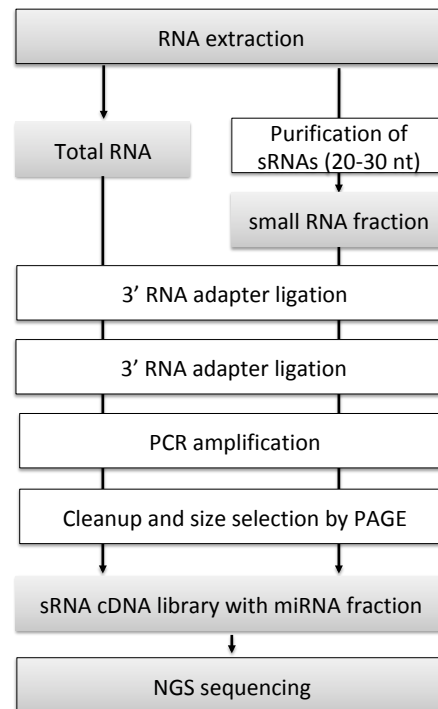 RNA extraction
Total RNA
Purification of
sRNAs (20-30 nt)
small RNA fraction
3’ RNA adapter ligation
3’ RNA adapter ligation
PCR amplification
Cleanup and size selection by PAGE
sRNA cDNA library with miRNA fraction
NGS sequencing